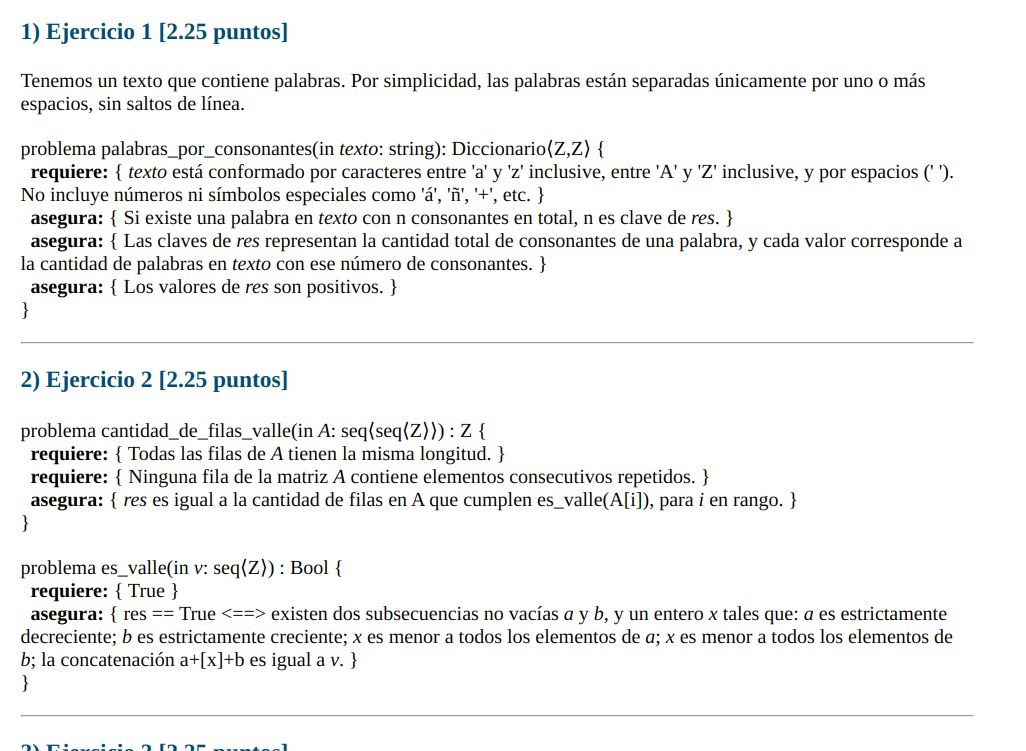 1) Ejercicio 1 [2.25 puntos]
Tenemos un texto que contiene palabras. Por simplicidad, las palabras están separadas únicamente por uno o más
espacios, sin saltos de línea.
problema palabras_por_consonantes(in texto: string): Diccionario⟨Z,Z⟩ {
requiere: { texto está conformado por caracteres entre 'a' y 'z' inclusive, entre 'A' y 'Z' inclusive, y por espacios (' ').
No incluye números ni símbolos especiales como 'á', 'ñ', '+', etc. }
asegura: { Si existe una palabra en texto con n consonantes en total, n es clave de res. }
asegura: { Las claves de res representan la cantidad total de consonantes de una palabra, y cada valor corresponde a
la cantidad de palabras en texto con ese número de consonantes. }
asegura: { Los valores de res son positivos. }
}
2) Ejercicio 2 [2.25 puntos]
problema cantidad_de_filas_valle(in A: seq⟨seq⟨Z⟩⟩) : Z {
requiere: { Todas las filas de A tienen la misma longitud. }
requiere: { Ninguna fila de la matriz A contiene elementos consecutivos repetidos. }
asegura: { res es igual a la cantidad de filas en A que cumplen es_valle(A[i]), para i en rango. }
}
problema es_valle(in v: seq⟨Z⟩) : Bool {
requiere: { True }
asegura: { res == True <==> existen dos subsecuencias no vacías a y b, y un entero x tales que: a es estrictamente
decreciente; b es estrictamente creciente; x es menor a todos los elementos de a; x es menor a todos los elementos de
b; la concatenación a+[x]+b es igual a v. }
}
3) Ejercicio 3 [2.25 puntos]